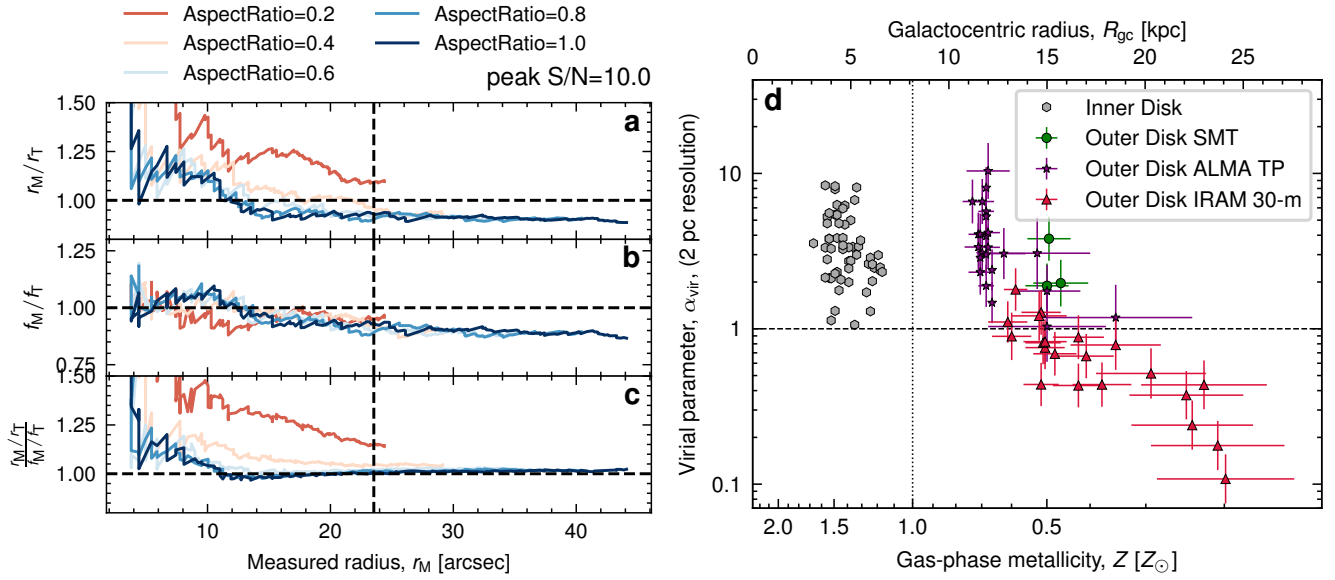 AspectRatio=0.2
AspectRatio=0.4
AspectRatio=0.6
AspectRatio=0.8
AspectRatio=1.0
peak S/N=10.0
a
1.50
1.25
1.00
r_M/r_T
b
1.00
0.75
f_M/f_T
c
1.50
1.25
1.00
r_M/r_T
f_M/f_T
10 20 30 40
Measured radius, r_M [arcsec]
Galactocentric radius, R_gc [kpc]
0 5 10 15 20 25
d
Inner Disk
Outer Disk SMT
Outer Disk ALMA TP
Outer Disk IRAM 30-m
10
1
0.1
Virial parameter, α_vir, (2 pc resolution)
2.0 1.5 1.0 0.5
Gas-phase metallicity, Z [Z_⊙]